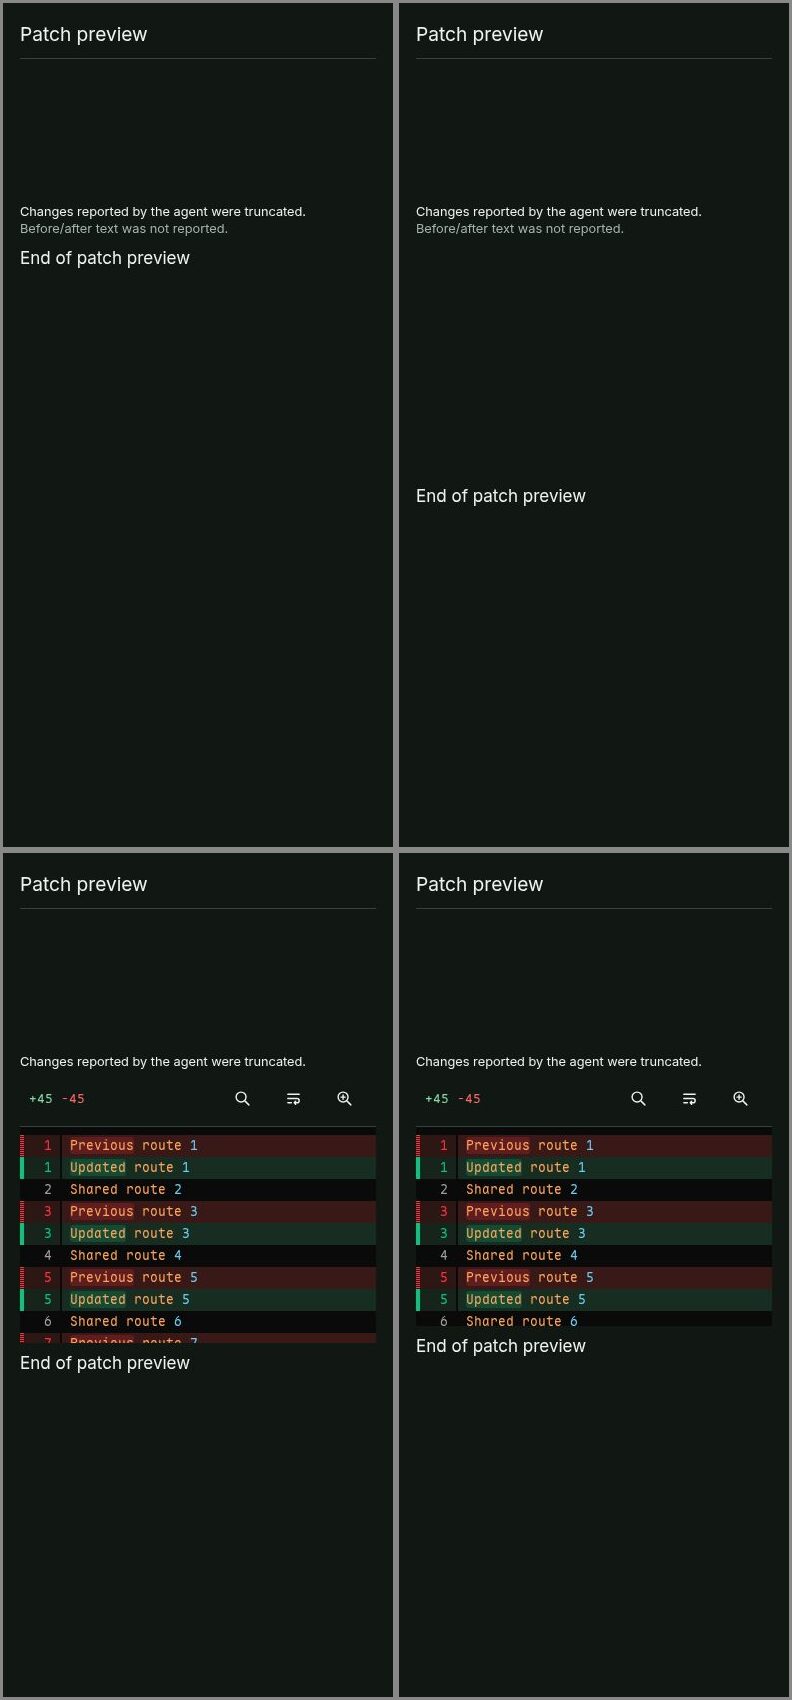 Patch preview
Changes reported by the agent were truncated.
Before/after text was not reported.
End of patch preview
Patch preview
Changes reported by the agent were truncated.
Before/after text was not reported.
End of patch preview
Patch preview
Changes reported by the agent were truncated.
+45 -45
1 Previous route 1
1 Updated route 1
2 Shared route 2
3 Previous route 3
3 Updated route 3
4 Shared route 4
5 Previous route 5
5 Updated route 5
6 Shared route 6
7 Previous route 7
End of patch preview
Patch preview
Changes reported by the agent were truncated.
+45 -45
1 Previous route 1
1 Updated route 1
2 Shared route 2
3 Previous route 3
3 Updated route 3
4 Shared route 4
5 Previous route 5
5 Updated route 5
6 Shared route 6
End of patch preview